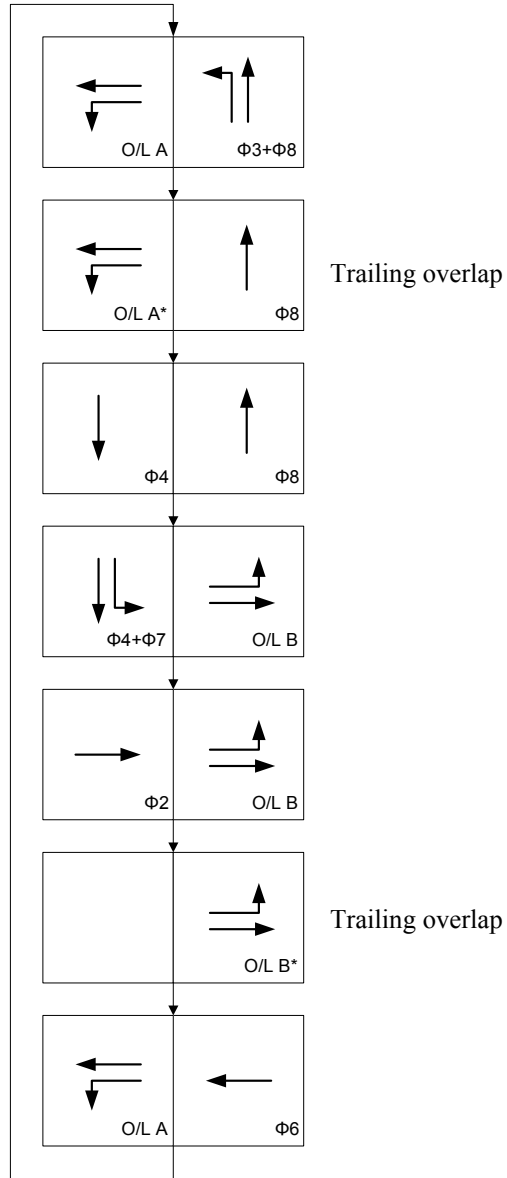 O/L A Φ3+Φ8
O/L A* Φ8 Trailing overlap
Φ4 Φ8
Φ4+Φ7 O/L B
Φ2 O/L B
O/L B* Trailing overlap
O/L A Φ6